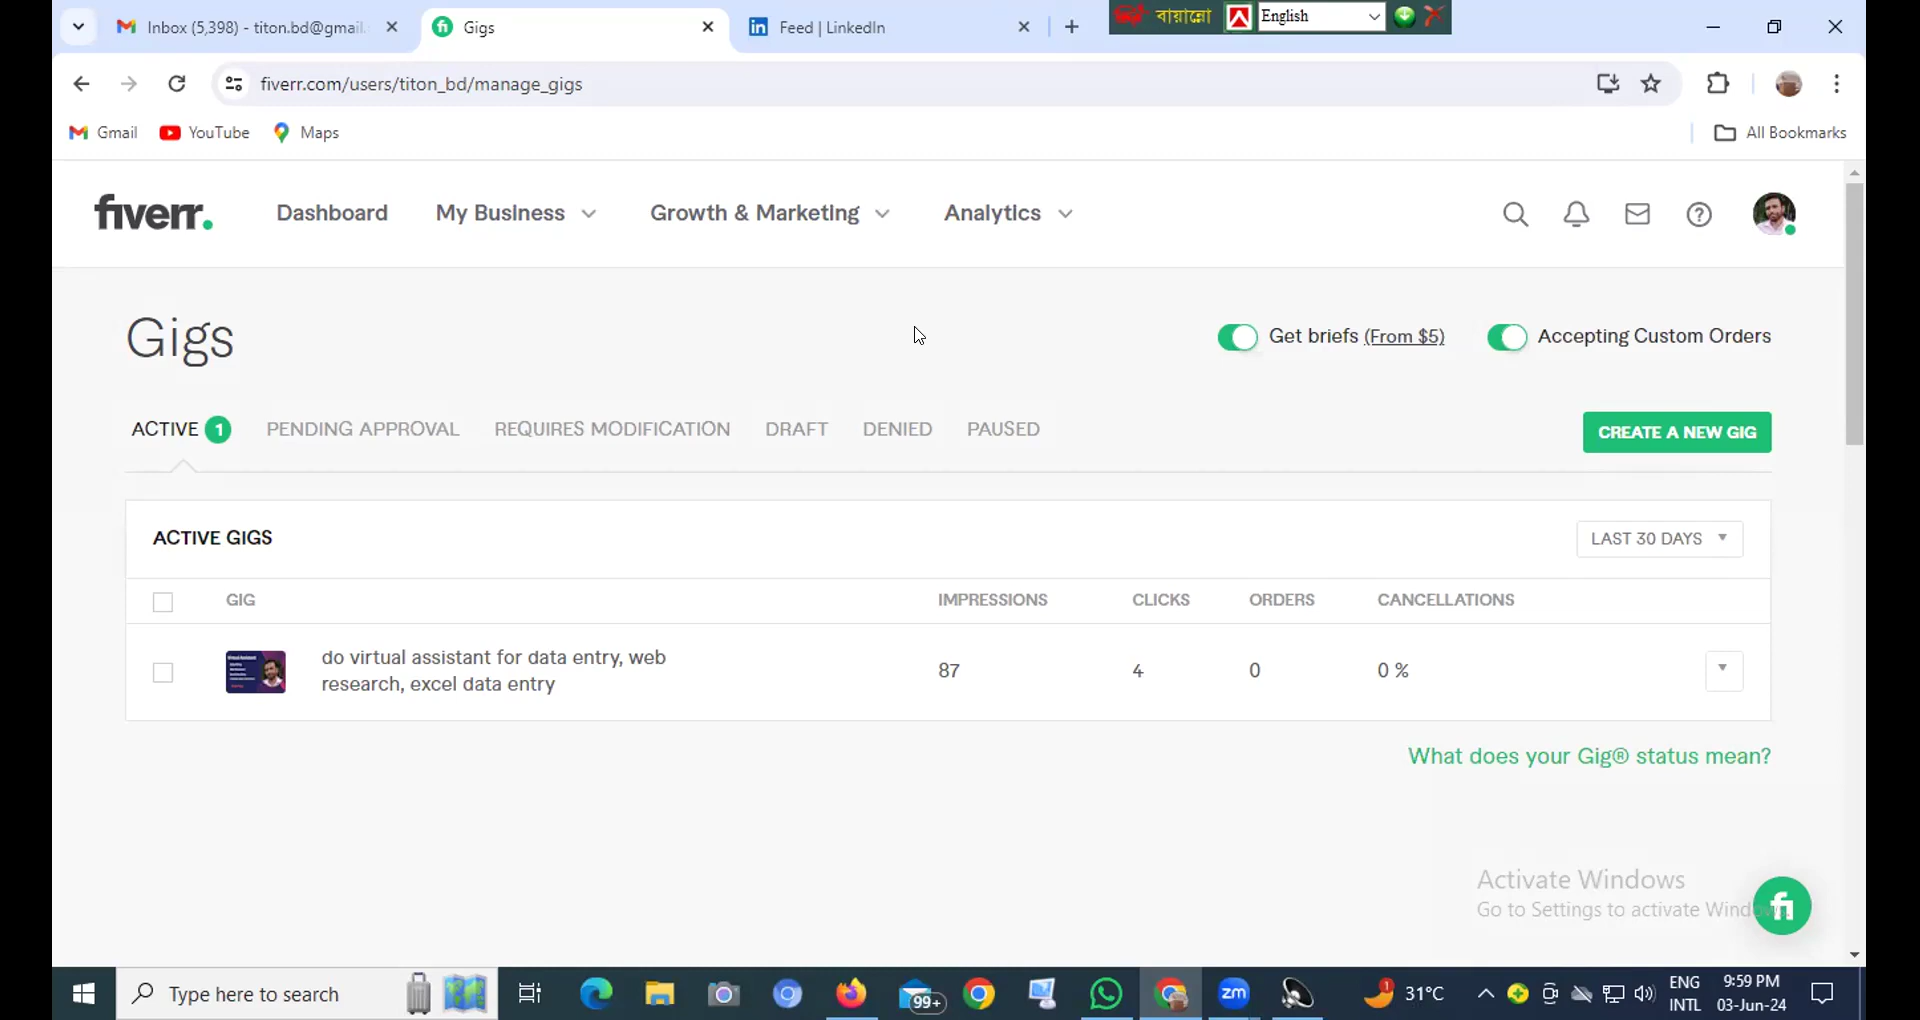 Inbox (5,398) - titon.bd@gmail.
Gigs
Feed | LinkedIn
বায়ান্নো
English
fiverr.com/users/titon_bd/manage_gigs
Gmail
YouTube
Maps
All Bookmarks
fiverr.
Dashboard
My Business
Growth & Marketing
Analytics
Gigs
Get briefs (From $5)
Accepting Custom Orders
ACTIVE 1
PENDING APPROVAL
REQUIRES MODIFICATION
DRAFT
DENIED
PAUSED
CREATE A NEW GIG
ACTIVE GIGS
LAST 30 DAYS
GIG
IMPRESSIONS
CLICKS
ORDERS
CANCELLATIONS
do virtual assistant for data entry, web
research, excel data entry
87
4
0
0 %
What does your Gig® status mean?
Activate Windows
Go to Settings to activate Windo
fi
Type here to search
99+
zm
1
31°C
ENG
INTL
9:59 PM
03-Jun-24